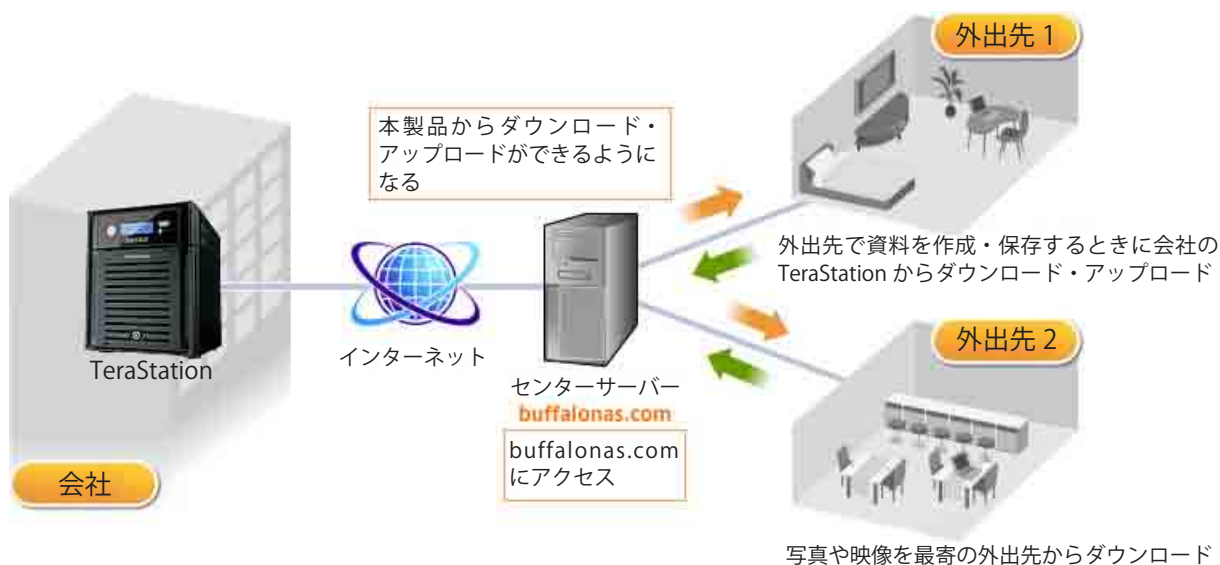 外出先 1
本製品からダウンロード・
アップロードができるように
なる
外出先で資料を作成・保存するときに会社の
TeraStation からダウンロード・アップロード
TeraStation
インターネット
センターサーバー
buffalonas.com
buffalonas.com
にアクセス
外出先 2
会社
写真や映像を最寄の外出先からダウンロード